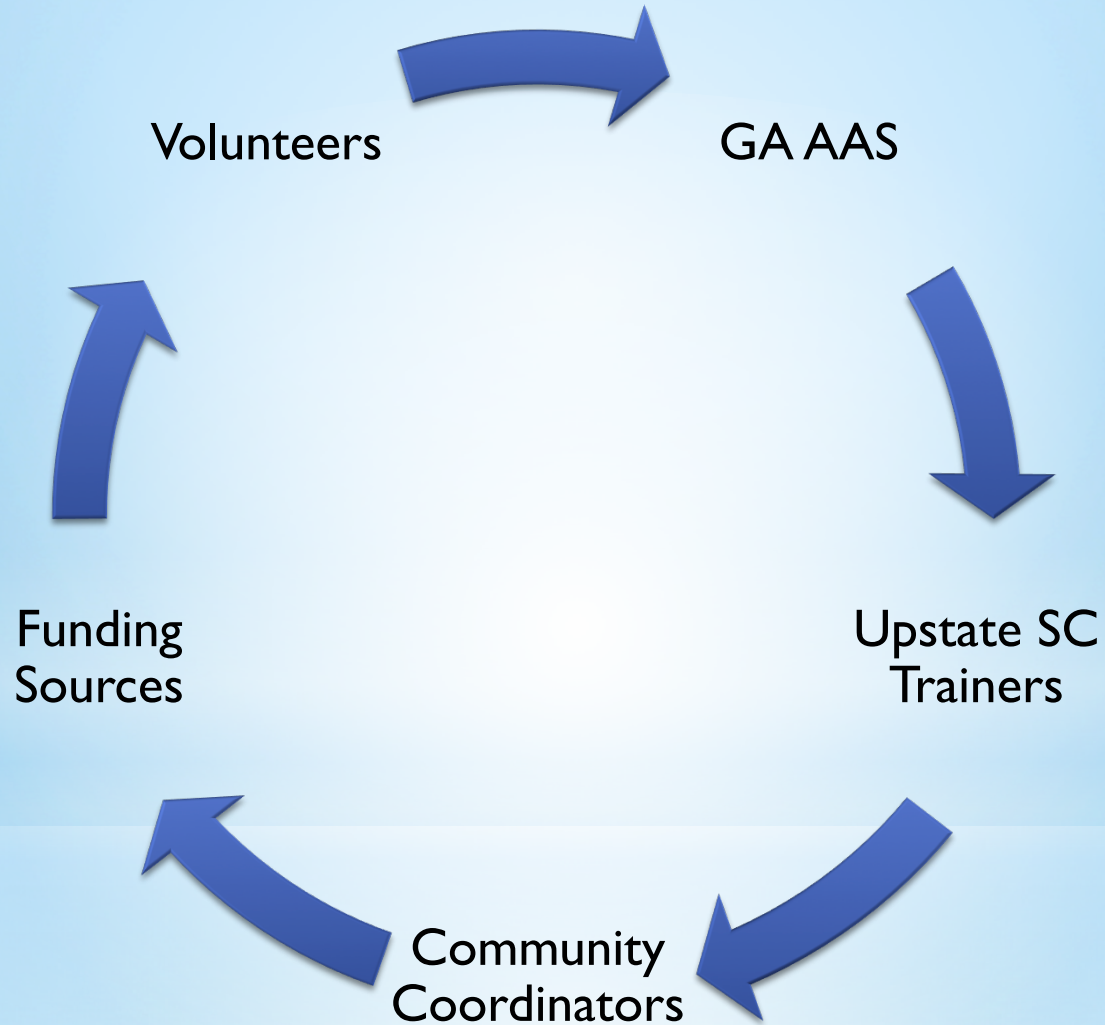 Volunteers
GA AAS
Funding
Sources
Upstate SC
Trainers
Community
Coordinators